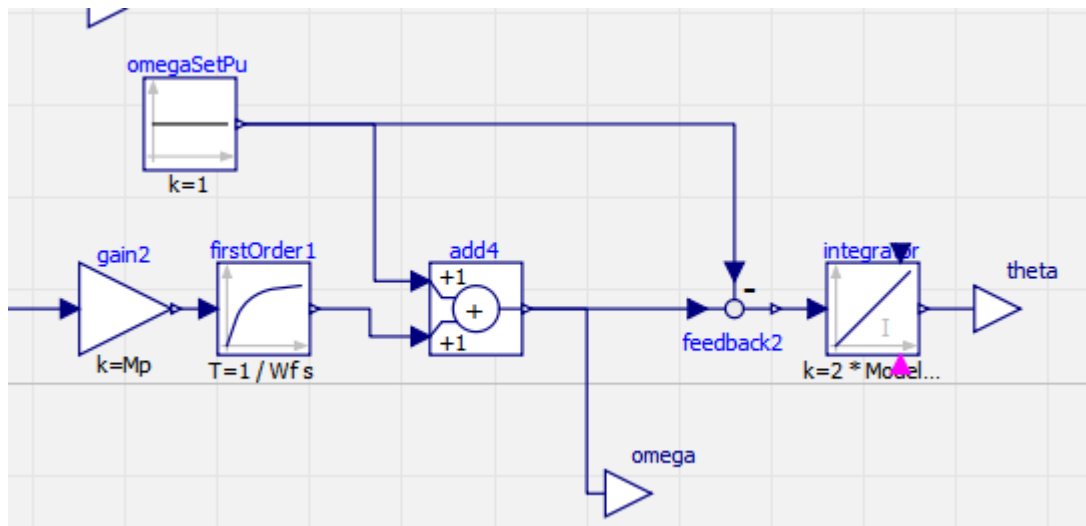 omegaSetPu
k=1
gain2
k=Mp
firstOrder1
T=1 / Wf s
add4
+1
+
+1
-
feedback2
integrator
I
k=2 * Model...
theta
omega